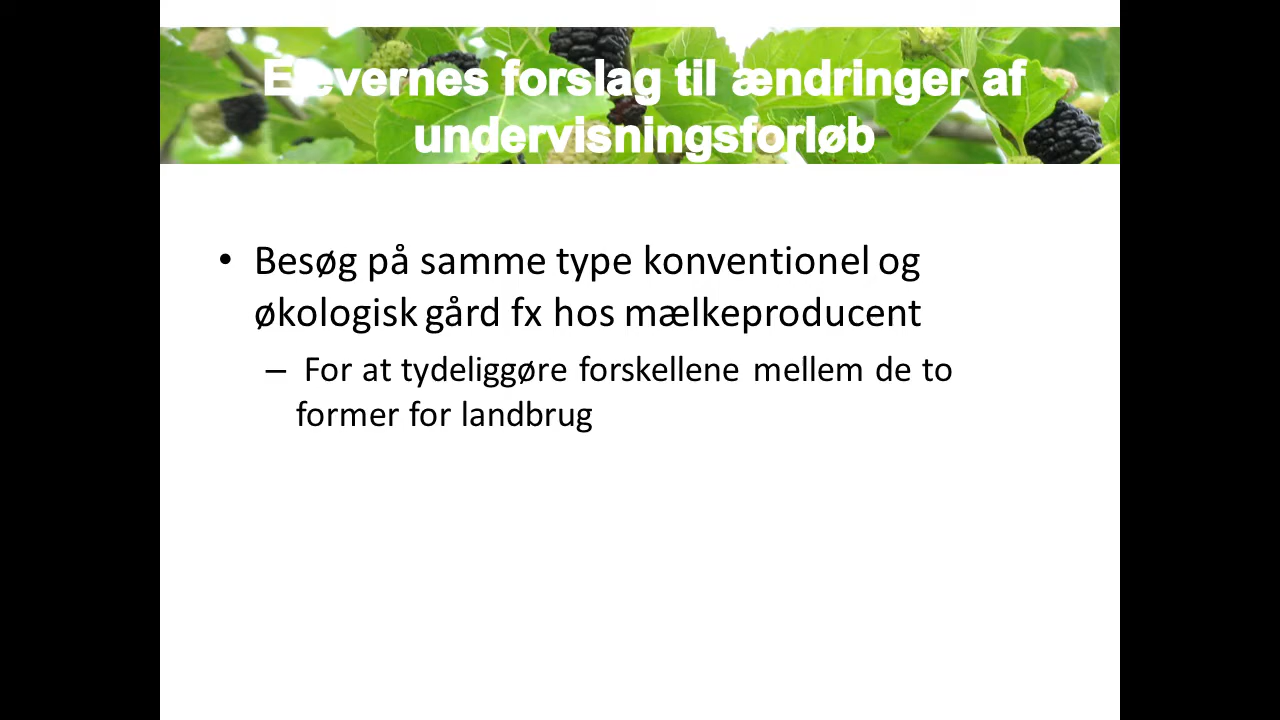 Elevernes forslag til ændringer af
undervisningsforløb
• Besøg på samme type konventionel og
økologisk gård fx hos mælkeproducent
– For at tydeliggøre forskellene mellem de to
former for landbrug